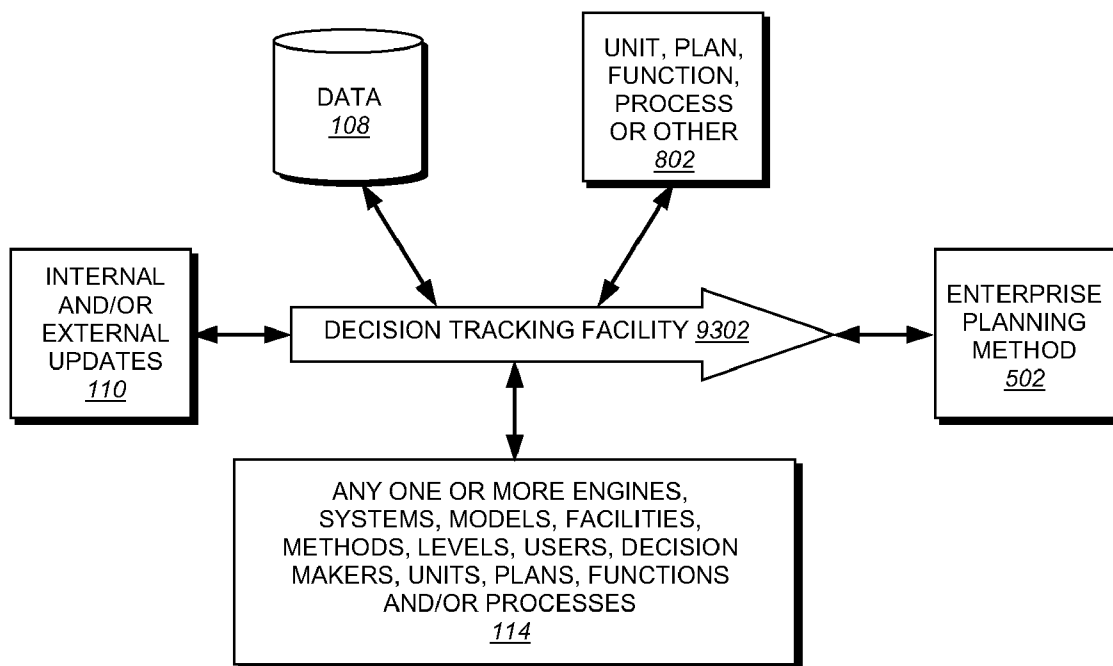 DATA
108
UNIT, PLAN,
FUNCTION,
PROCESS
OR OTHER
802
INTERNAL
AND/OR
EXTERNAL
UPDATES
110
DECISION TRACKING FACILITY 9302
ENTERPRISE
PLANNING
METHOD
502
ANY ONE OR MORE ENGINES,
SYSTEMS, MODELS, FACILITIES,
METHODS, LEVELS, USERS, DECISION
MAKERS, UNITS, PLANS, FUNCTIONS
AND/OR PROCESSES
114